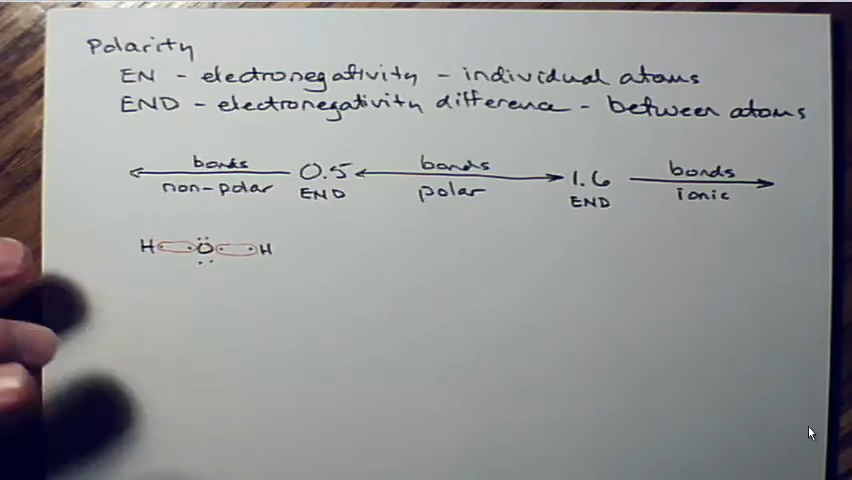 Polarity
EN - electronegativity - individual atoms
END - electronegativity difference - between atoms
bonds 0.5 bonds 1.6 bonds
non-polar END polar END ionic
H O H